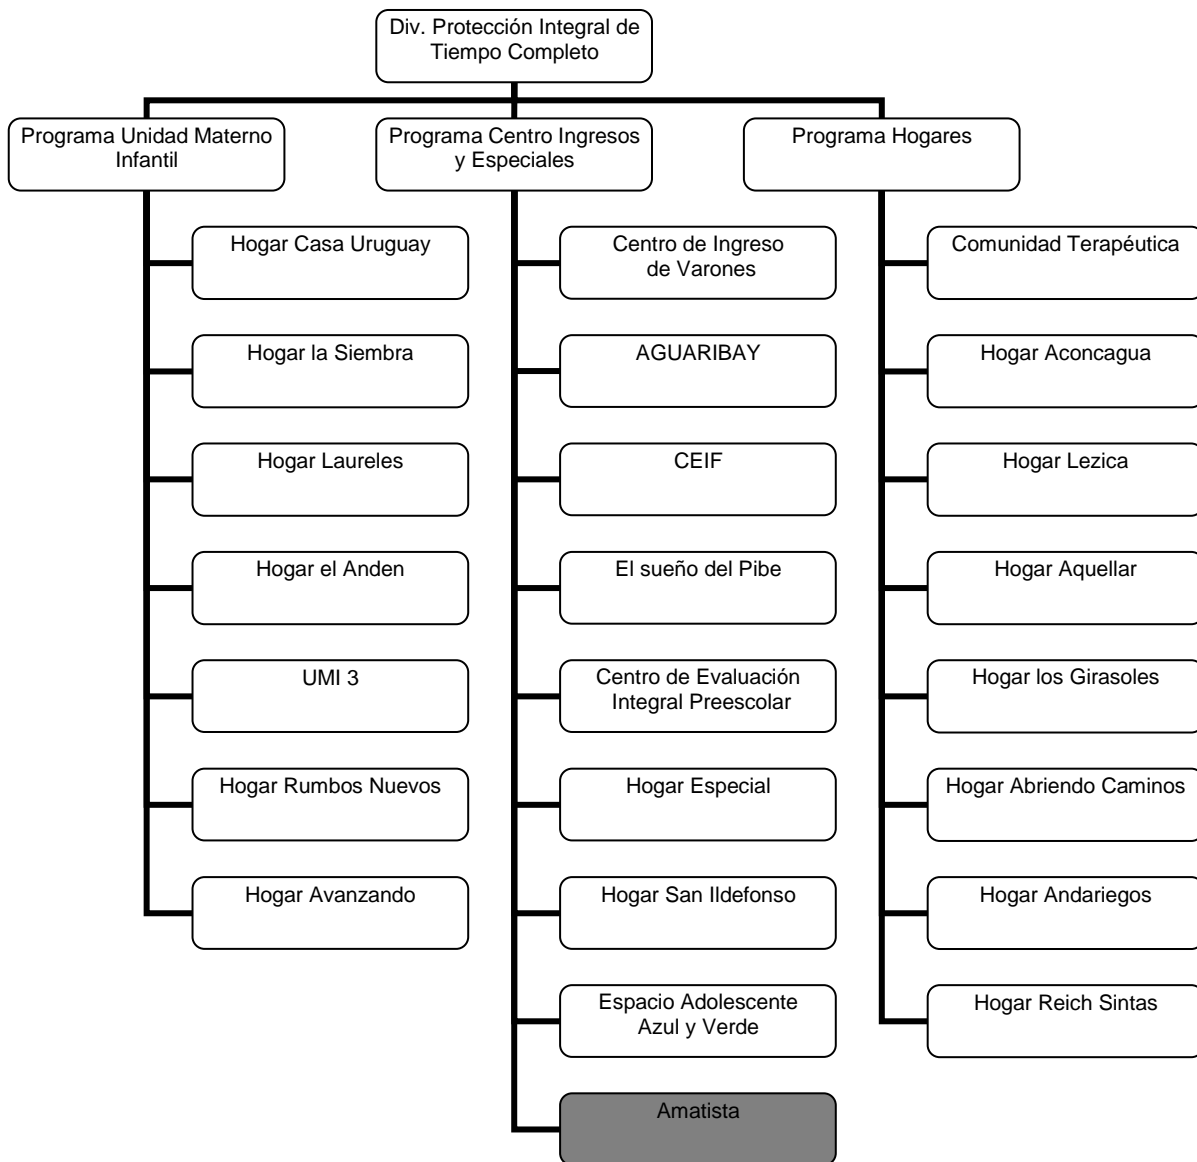 Div. Protección Integral de
Tiempo Completo
Programa Unidad Materno
Infantil
Programa Centro Ingresos
y Especiales
Programa Hogares
Hogar Casa Uruguay
Hogar la Siembra
Hogar Laureles
Hogar el Anden
UMI 3
Hogar Rumbos Nuevos
Hogar Avanzando
Centro de Ingreso
de Varones
AGUARIBAY
CEIF
El sueño del Pibe
Centro de Evaluación
Integral Preescolar
Hogar Especial
Hogar San Ildefonso
Espacio Adolescente
Azul y Verde
Amatista
Comunidad Terapéutica
Hogar Aconcagua
Hogar Lezica
Hogar Aquellar
Hogar los Girasoles
Hogar Abriendo Caminos
Hogar Andariegos
Hogar Reich Sintas